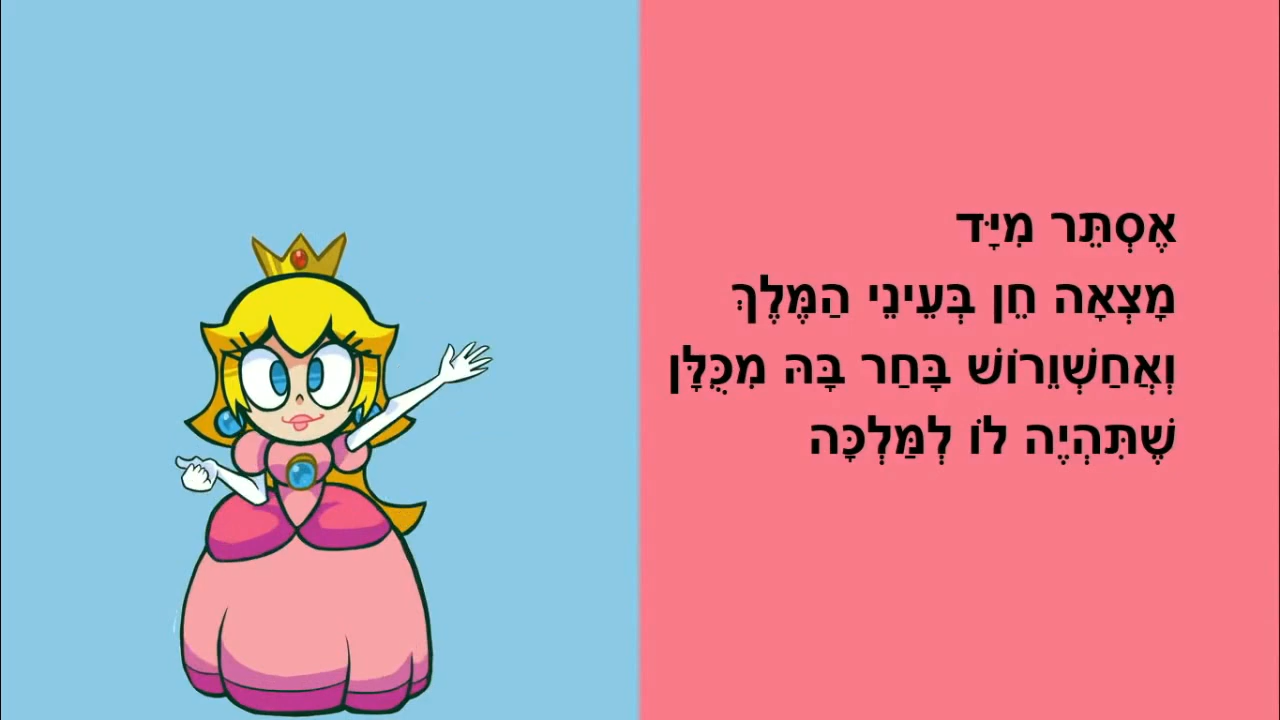 אֶסְתֵּר מִיָּד
מָצְאָה חֵן בְּעֵינֵי הַמֶּלֶךְ
וְאֲחַשְׁוֵרוֹשׁ בָּחַר בָּהּ מִכֻּלָּן
שֶׁתִּהְיֶה לוֹ לְמַלְכָּה